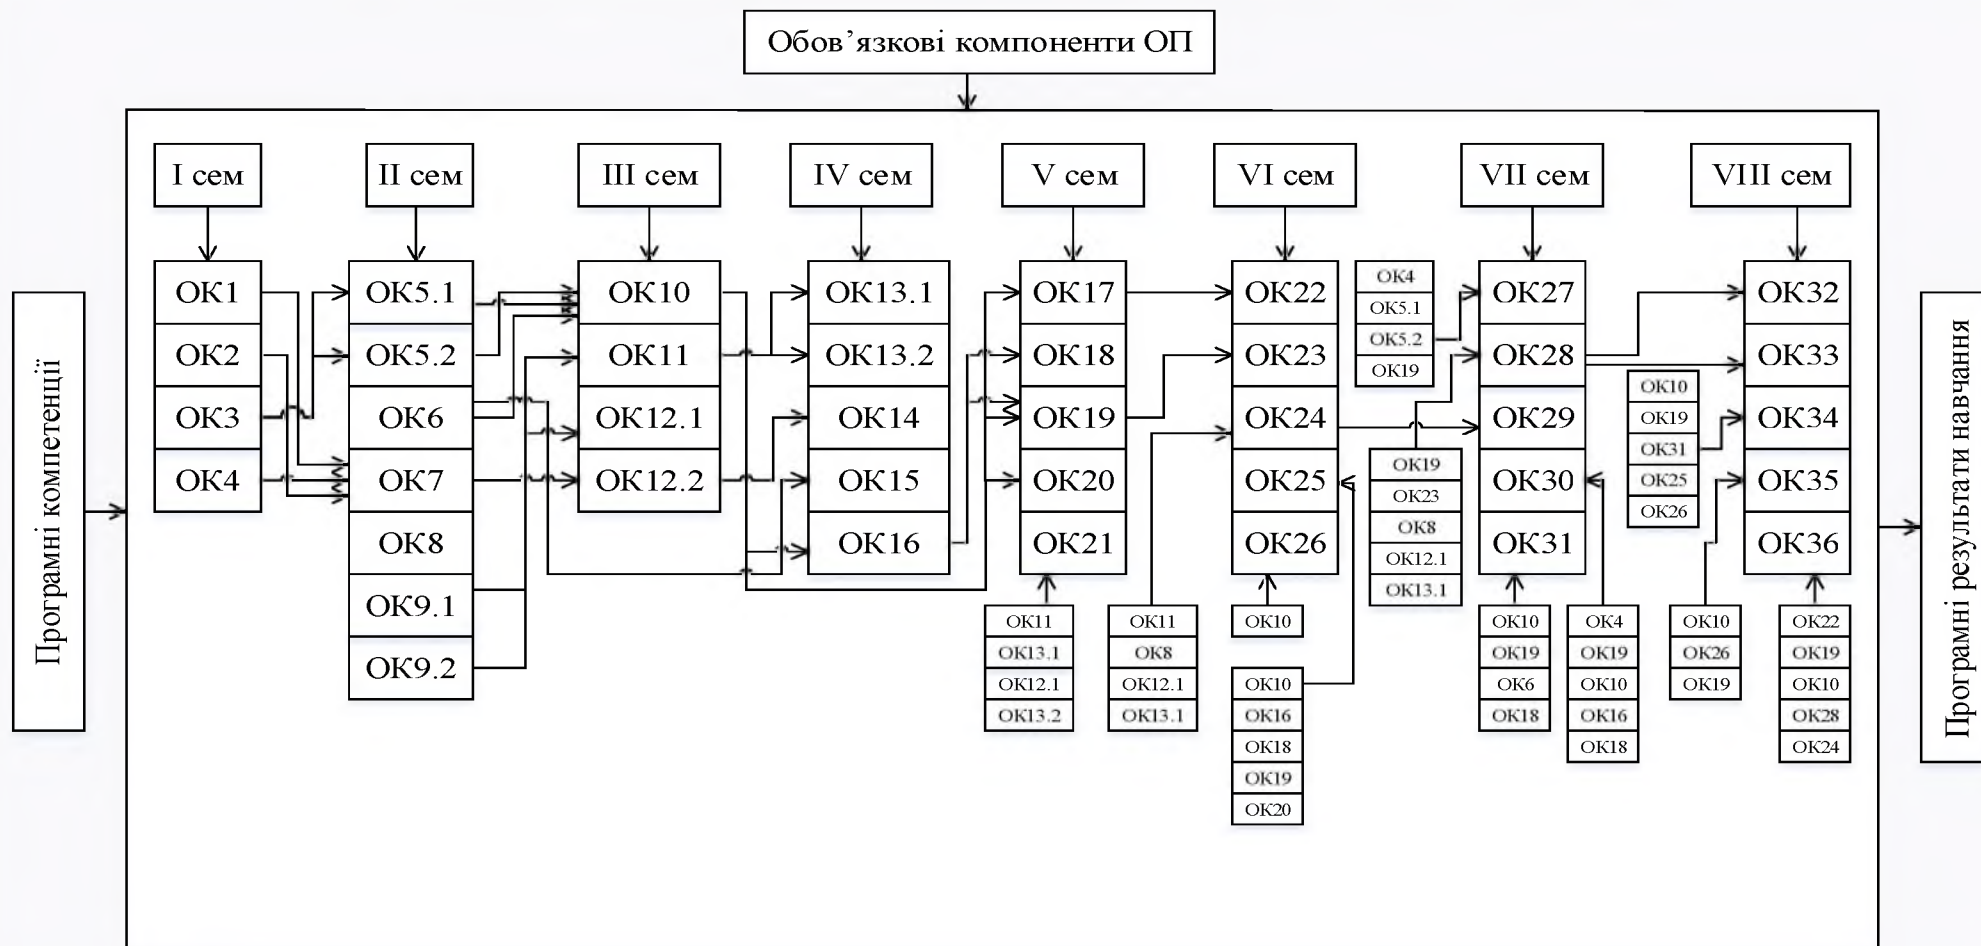 Обов’язкові компоненти ОП
Програмні компетенції
І сем
ОК1
ОК2
ОК3
ОК4
ІІ сем
ОК5.1
ОК5.2
ОК6
ОК7
ОК8
ОК9.1
ОК9.2
ІІІ сем
ОК10
ОК11
ОК12.1
ОК12.2
IV сем
ОК13.1
ОК13.2
ОК14
ОК15
ОК16
V сем
ОК17
ОК18
ОК19
ОК20
ОК21
ОК11
ОК13.1
ОК12.1
ОК13.2
ОК11
ОК8
ОК12.1
ОК13.1
VI сем
ОК22
ОК23
ОК24
ОК25
ОК26
ОК10
ОК10
ОК16
ОК18
ОК19
ОК20
ОК4
ОК5.1
ОК5.2
ОК19
ОК19
ОК23
ОК8
ОК12.1
ОК13.1
VII сем
ОК27
ОК28
ОК29
ОК30
ОК31
ОК10
ОК19
ОК6
ОК18
ОК4
ОК19
ОК10
ОК16
ОК18
ОК10
ОК19
ОК31
ОК25
ОК26
ОК10
ОК26
ОК19
VIII сем
ОК32
ОК33
ОК34
ОК35
ОК36
ОК22
ОК19
ОК10
ОК28
ОК24
Програмні результати навчання